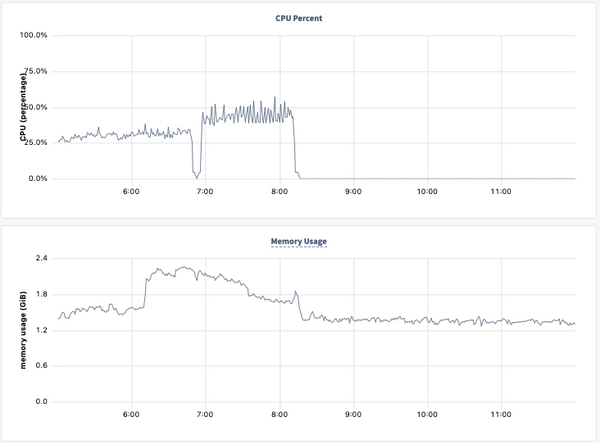 CPU Percent
100.0%
75.0%
50.0%
25.0%
0.0%
CPU (percentage)
6:00 7:00 8:00 9:00 10:00 11:00
Memory Usage
2.4
1.8
1.2
0.6
0.0
memory usage (GiB)
6:00 7:00 8:00 9:00 10:00 11:00